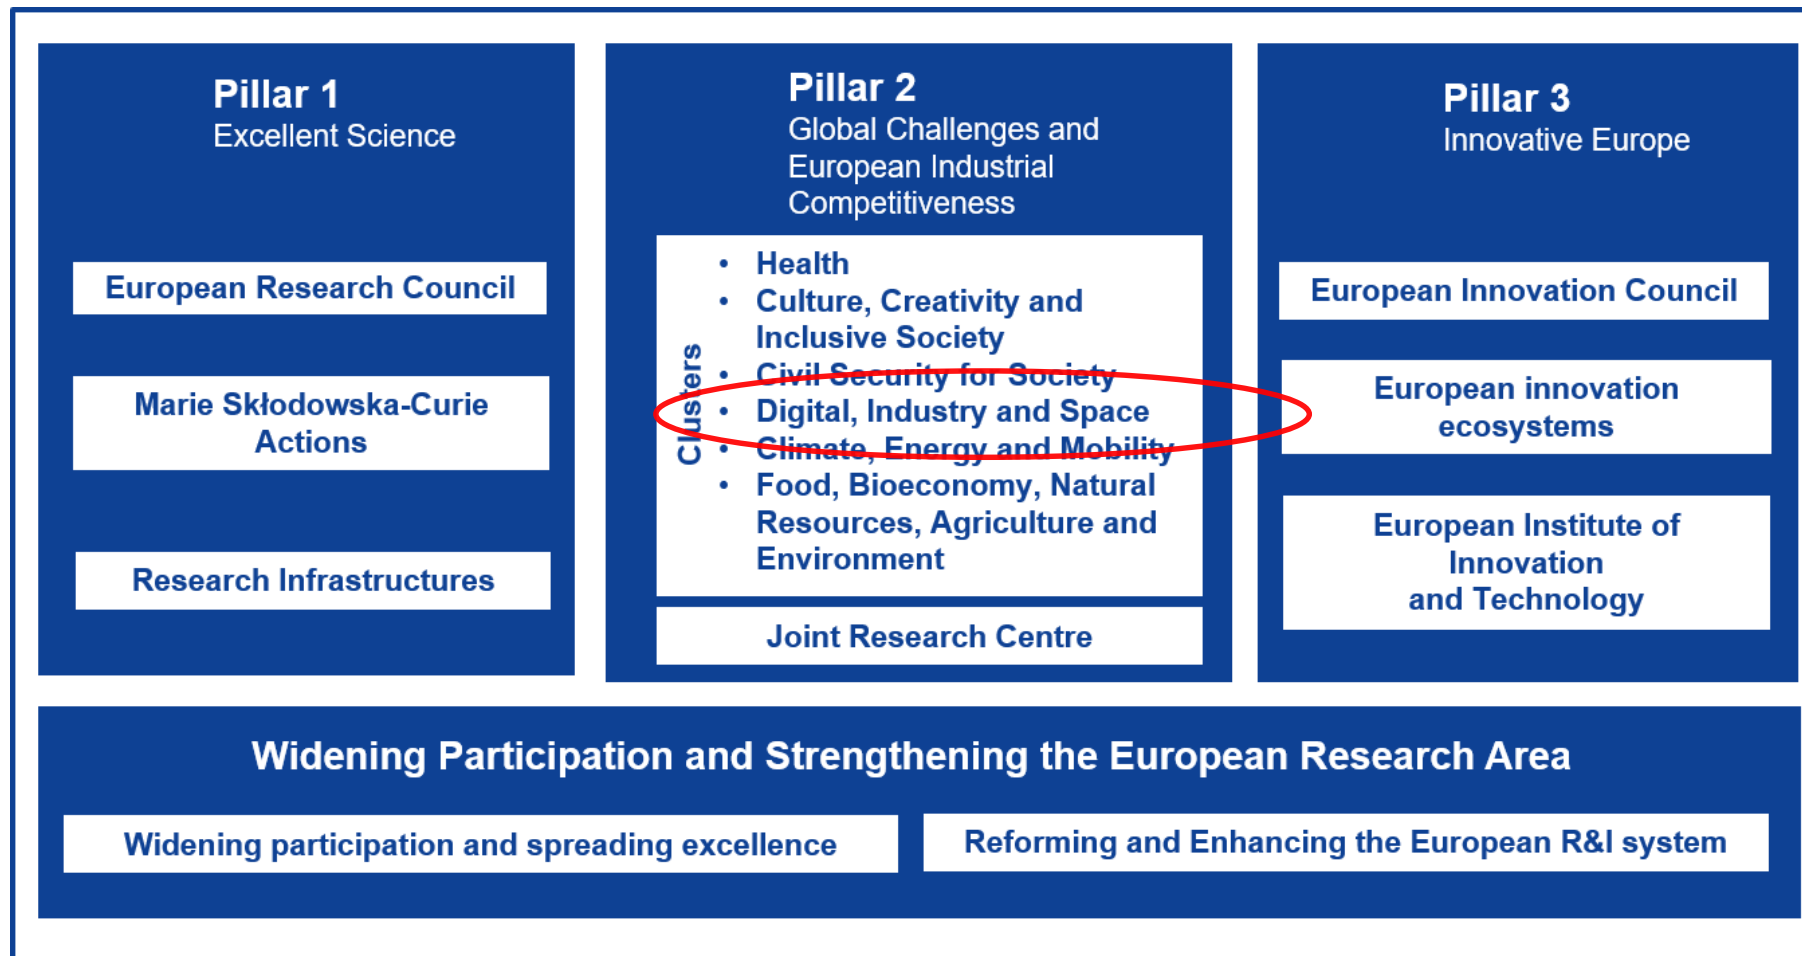 Pillar 1
Excellent Science
European Research Council
Marie Skłodowska-Curie
Actions
Research Infrastructures
Pillar 2
Global Challenges and
European Industrial
Competitiveness
Clusters
• Health
• Culture, Creativity and
Inclusive Society
• Civil Security for Society
• Digital, Industry and Space
• Climate, Energy and Mobility
• Food, Bioeconomy, Natural
Resources, Agriculture and
Environment
Joint Research Centre
Pillar 3
Innovative Europe
European Innovation Council
European innovation
ecosystems
European Institute of
Innovation
and Technology
Widening Participation and Strengthening the European Research Area
Widening participation and spreading excellence
Reforming and Enhancing the European R&I system